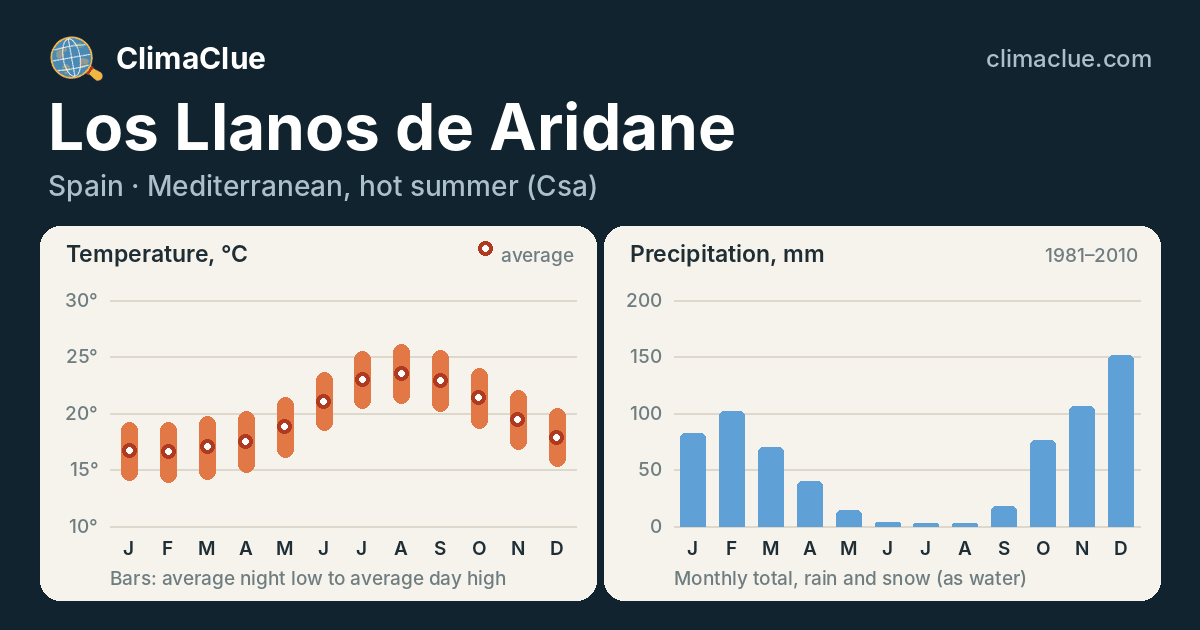 ClimaClue
climaclue.com
Los Llanos de Aridane
Spain · Mediterranean, hot summer (Csa)
Temperature, °C
average
30°
25°
20°
15°
10°
J F M A M J J A S O N D
Bars: average night low to average day high
Precipitation, mm
1981–2010
200
150
100
50
0
J F M A M J J A S O N D
Monthly total, rain and snow (as water)